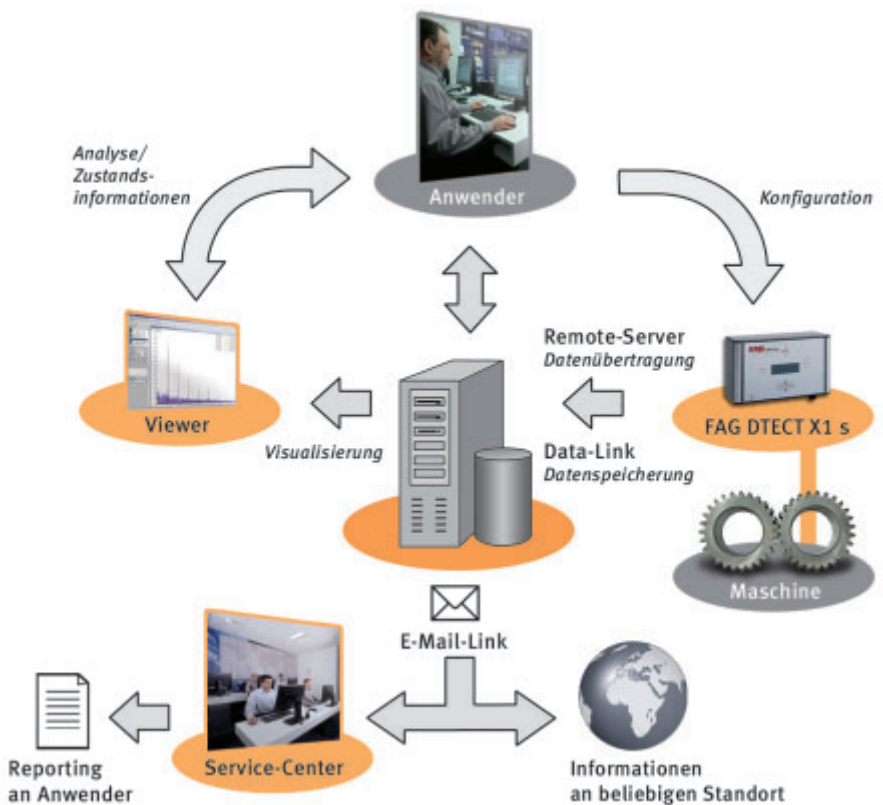 Analyse/
Zustands-
informationen
Anwender
Konfiguration
Remote-Server
Datenübertragung
Viewer
Visualisierung
Data-Link
Datenspeicherung
FAG DTECT X1 s
Maschine
E-Mail-Link
Reporting
an Anwender
Service-Center
Informationen
an beliebigen Standort